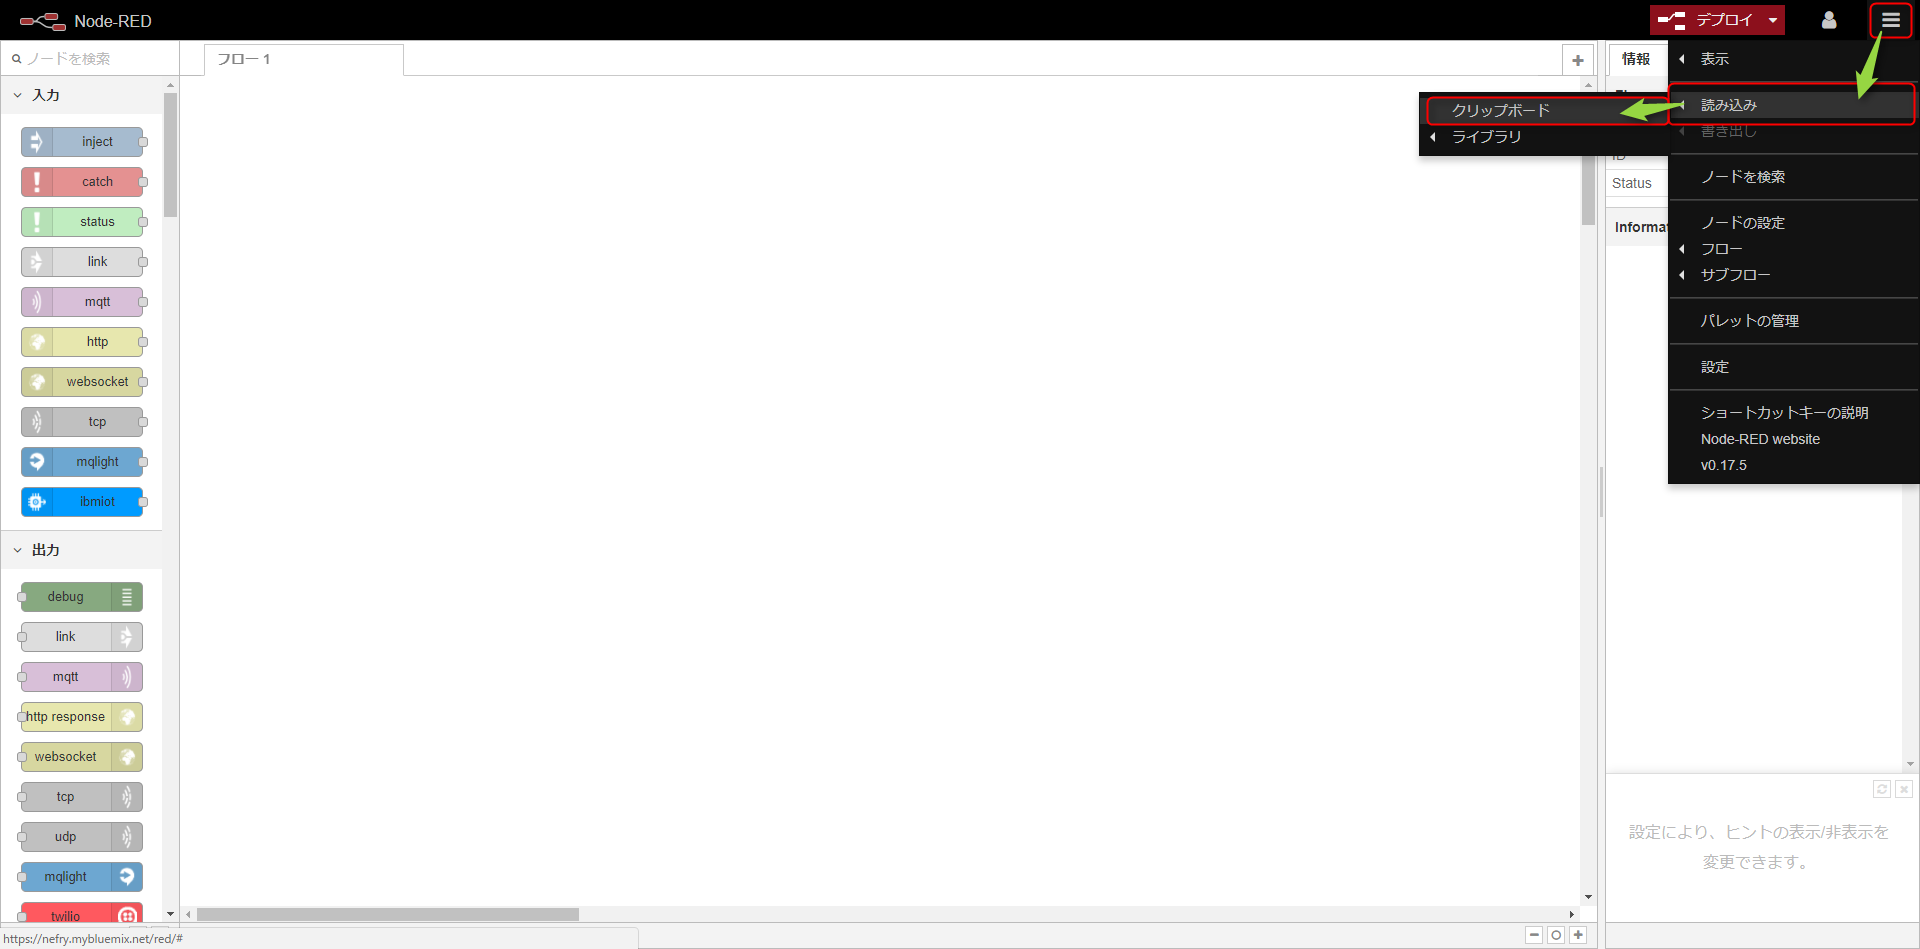 Node-RED
デプロイ
ノードを検索
フロー 1
情報
入力
inject
catch
status
link
mqtt
http
websocket
tcp
mqlight
ibmiot
出力
debug
link
mqtt
http response
websocket
tcp
udp
mqlight
twilio
クリップボード
ライブラリ
表示
読み込み
書き出し
ノードを検索
ノードの設定
フロー
サブフロー
パレットの管理
設定
ショートカットキーの説明
Node-RED website
v0.17.5
ID
Status
Informat
設定により、ヒントの表示/非表示を
変更できます。
https://nefry.mybluemix.net/red/#